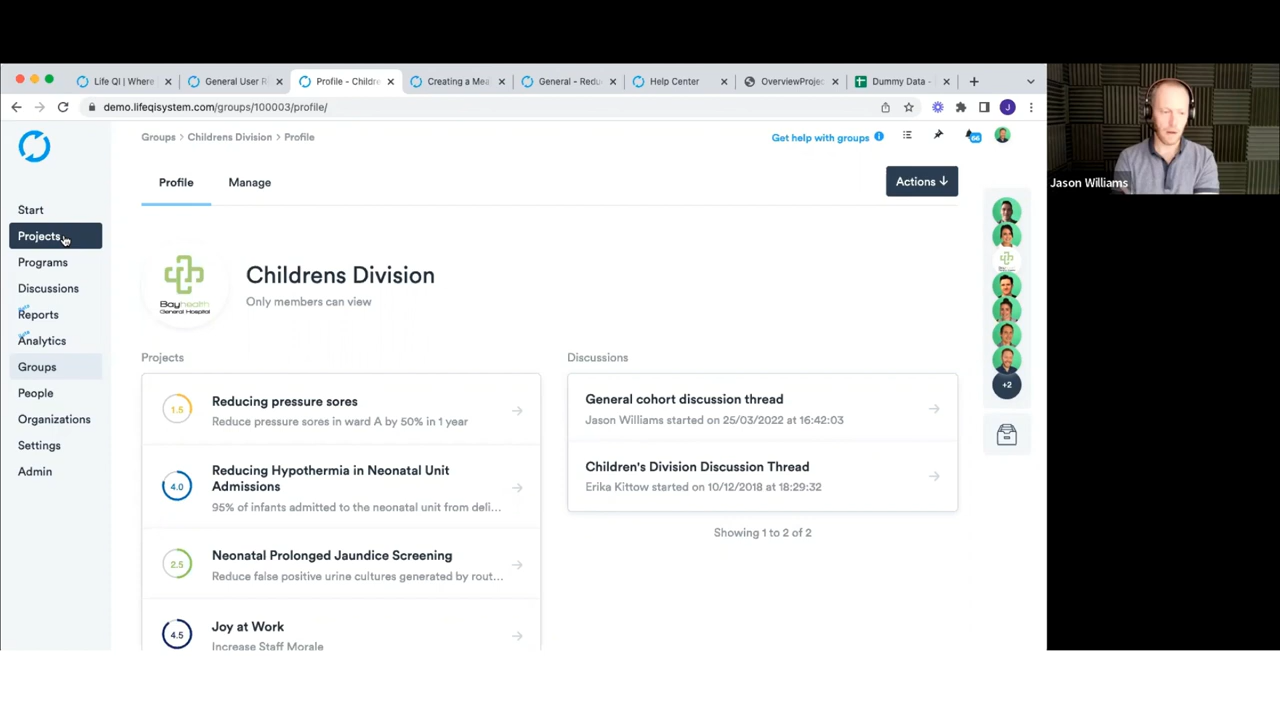 Life QI | Where
General User R
Profile - Childre
Creating a Mea
General - Redu
Help Center
OverviewProjec
Dummy Data -
demo.lifeqisystem.com/groups/100003/profile/
J
Groups > Childrens Division > Profile
Get help with groups
66
Profile
Manage
Actions ↓
Jason Williams
Start
Projects
Programs
Discussions
Reports
Analytics
Groups
People
Organizations
Settings
Admin
Bayhealth
General Hospital
Childrens Division
Only members can view
Projects
1.5
Reducing pressure sores
Reduce pressure sores in ward A by 50% in 1 year
4.0
Reducing Hypothermia in Neonatal Unit
Admissions
95% of infants admitted to the neonatal unit from deli...
2.5
Neonatal Prolonged Jaundice Screening
Reduce false positive urine cultures generated by rout...
4.5
Joy at Work
Increase Staff Morale
Discussions
General cohort discussion thread
Jason Williams started on 25/03/2022 at 16:42:03
Children's Division Discussion Thread
Erika Kittow started on 10/12/2018 at 18:29:32
Showing 1 to 2 of 2
+2